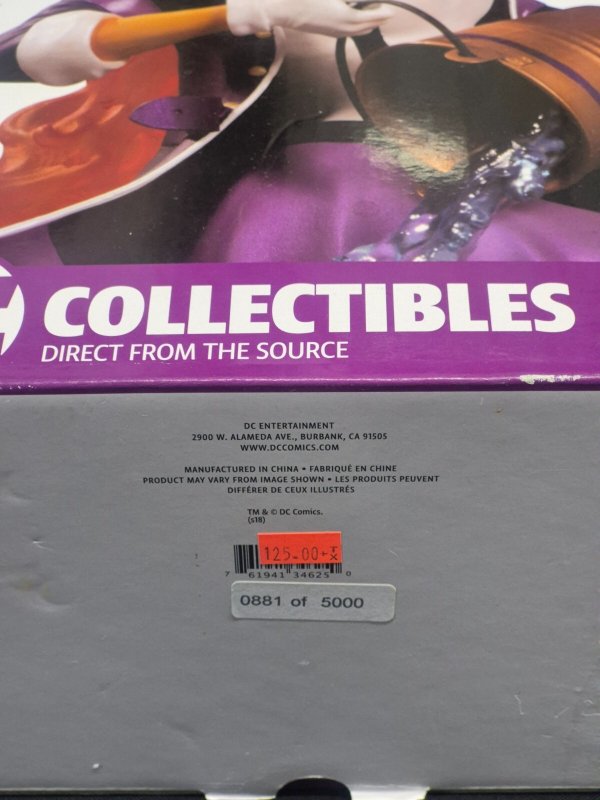 COLLECTIBLES
DIRECT FROM THE SOURCE
DC ENTERTAINMENT
2900 W. ALAMEDA AVE., BURBANK, CA 91505
WWW.DCCOMICS.COM
MANUFACTURED IN CHINA • FABRIQUÉ EN CHINE
PRODUCT MAY VARY FROM IMAGE SHOWN • LES PRODUITS PEUVENT
DIFFÉRER DE CEUX ILLUSTRÉS
TM & © DC Comics.
(s18)
125.00+TX
7 61941 34625 0
0881 of 5000